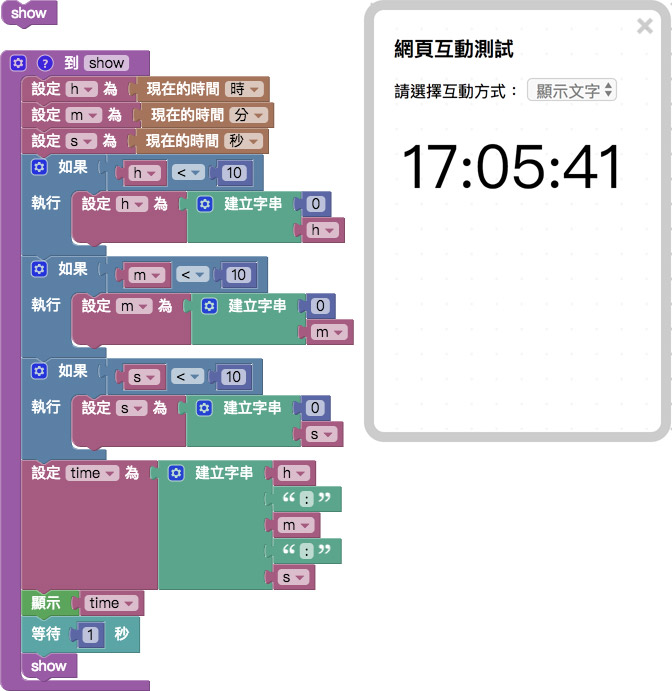 show
到 show
設定 h 為 現在的時間 時
設定 m 為 現在的時間 分
設定 s 為 現在的時間 秒
如果 h < 10
執行 設定 h 為 建立字串 0
h
如果 m < 10
執行 設定 m 為 建立字串 0
m
如果 s < 10
執行 設定 s 為 建立字串 0
s
設定 time 為 建立字串 h
“ : ”
m
“ : ”
s
顯示 time
等待 1 秒
show
網頁互動測試
請選擇互動方式： 顯示文字
17:05:41